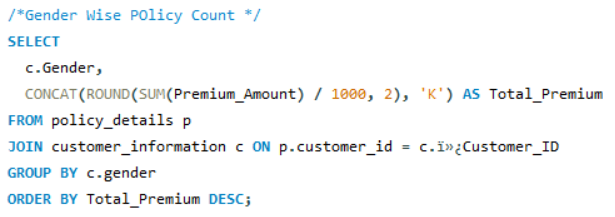 /*Gender Wise POlicy Count */
SELECT
c.Gender,
CONCAT(ROUND(SUM(Premium_Amount) / 1000, 2), 'K') AS Total_Premium
FROM policy_details p
JOIN customer_information c ON p.customer_id = c.ï»¿Customer_ID
GROUP BY c.gender
ORDER BY Total_Premium DESC;